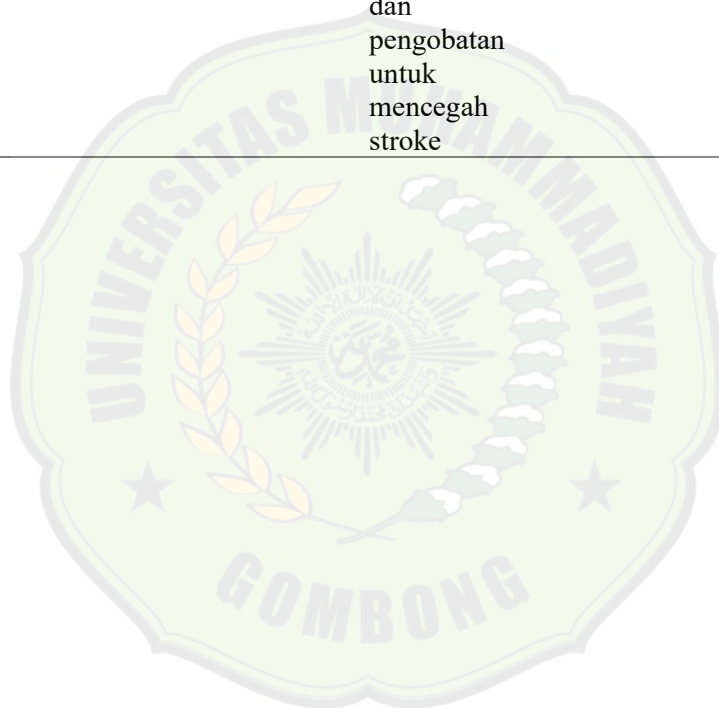 dan
pengobatan
untuk
mencegah
stroke
UNIVERSITAS MUHAMMADIYAH
GOMBONG